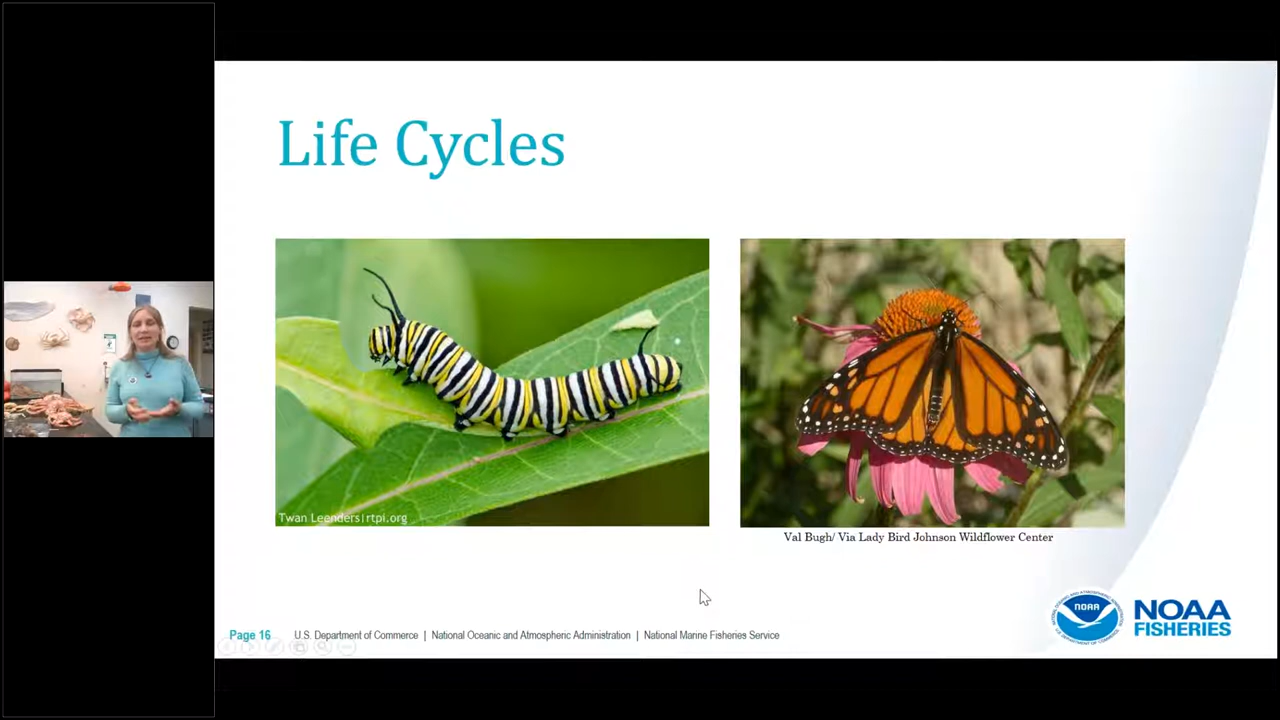 Life Cycles
Twan Leenders|rtpi.org
Val Bugh/ Via Lady Bird Johnson Wildflower Center
Page 16
U.S. Department of Commerce | National Oceanic and Atmospheric Administration | National Marine Fisheries Service
NOAA
NOAA
FISHERIES